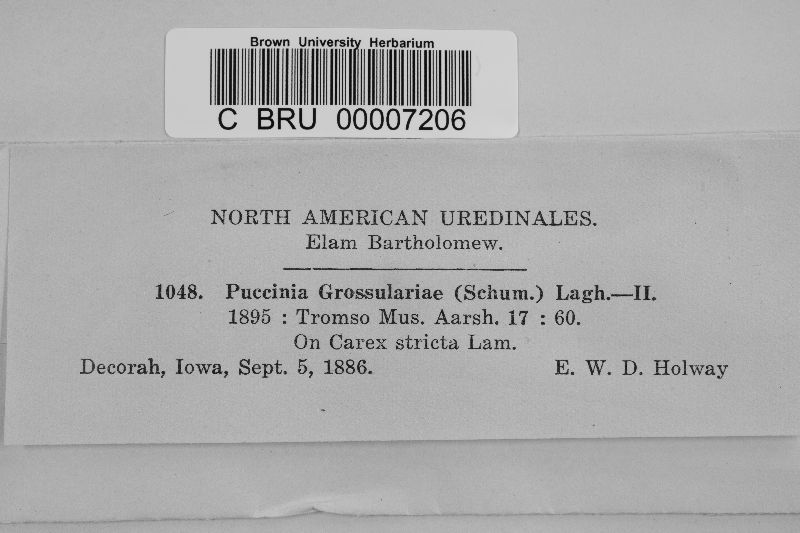 Brown University Herbarium
C BRU 00007206
NORTH AMERICAN UREDINALES.
Elam Bartholomew.
1048. Puccinia Grossulariae (Schum.) Lagh.—II.
1895 : Tromso Mus. Aarsh. 17 : 60.
On Carex stricta Lam.
Decorah, Iowa, Sept. 5, 1886. E. W. D. Holway